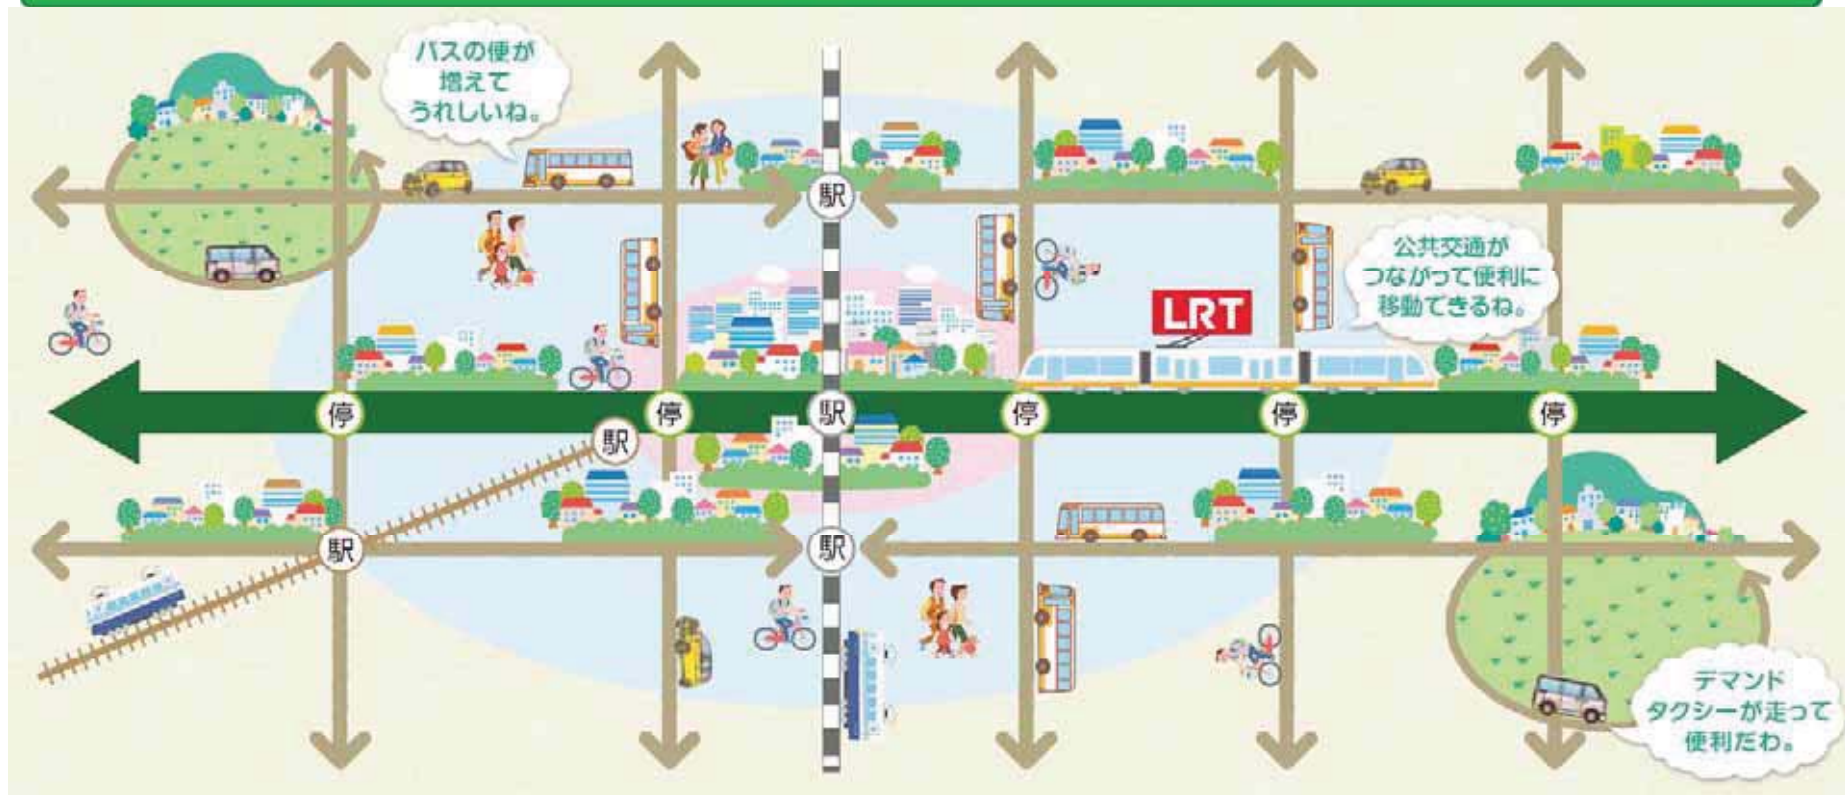 バスの便が
増えて
うれしいね。
駅
公共交通が
つながって便利に
移動できるね。
LRT
停
停
駅
停
停
停
駅
駅
駅
デマンド
タクシーが走って
便利だわ。